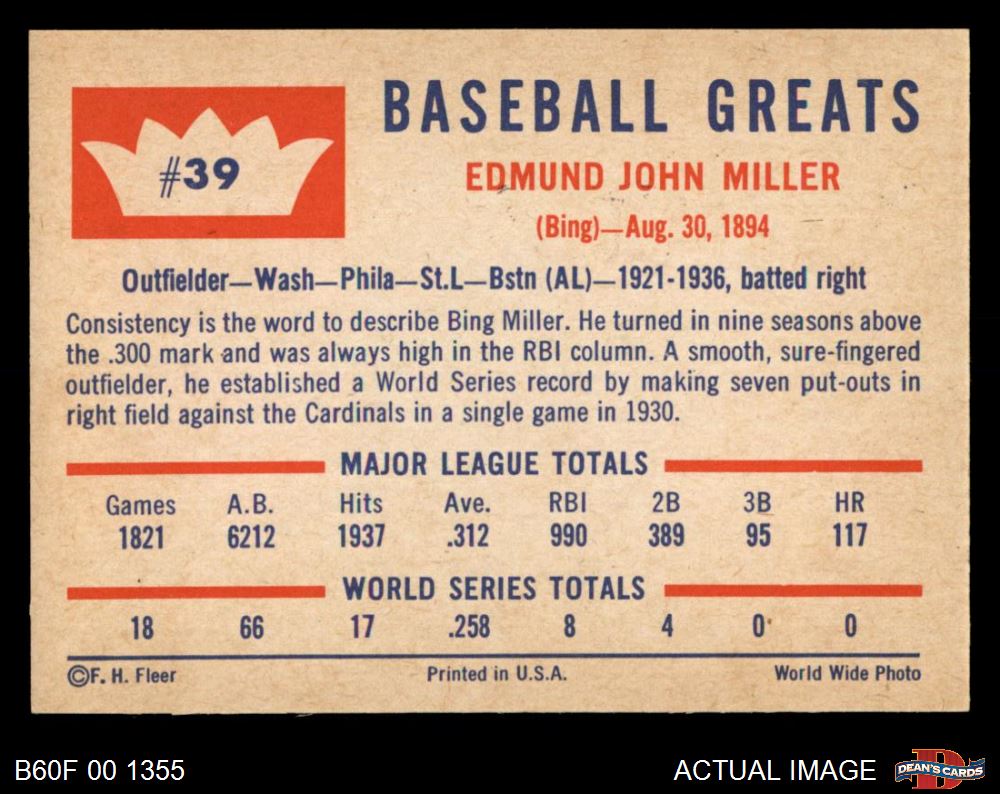 #39
BASEBALL GREATS
EDMUND JOHN MILLER
(Bing)—Aug. 30, 1894
Outfielder—Wash—Phila—St.L—Bstn (AL)—1921-1936, batted right
Consistency is the word to describe Bing Miller. He turned in nine seasons above
the .300 mark and was always high in the RBI column. A smooth, sure-fingered
outfielder, he established a World Series record by making seven put-outs in
right field against the Cardinals in a single game in 1930.
MAJOR LEAGUE TOTALS
Games A.B. Hits Ave. RBI 2B 3B HR
1821 6212 1937 .312 990 389 95 117
WORLD SERIES TOTALS
18 66 17 .258 8 4 0 0
©F. H. Fleer Printed in U.S.A. World Wide Photo
B60F 00 1355 ACTUAL IMAGE DEAN'S CARDS